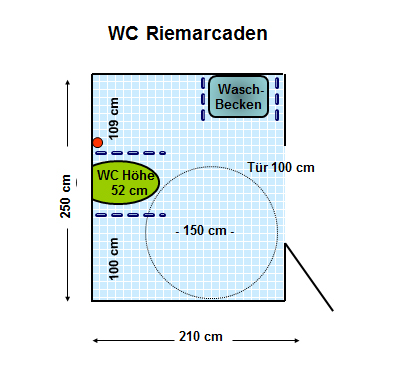 WC Riemarcaden
Wasch-
Becken
109 cm
Tür 100 cm
WC Höhe
52 cm
250 cm
- 150 cm -
100 cm
210 cm